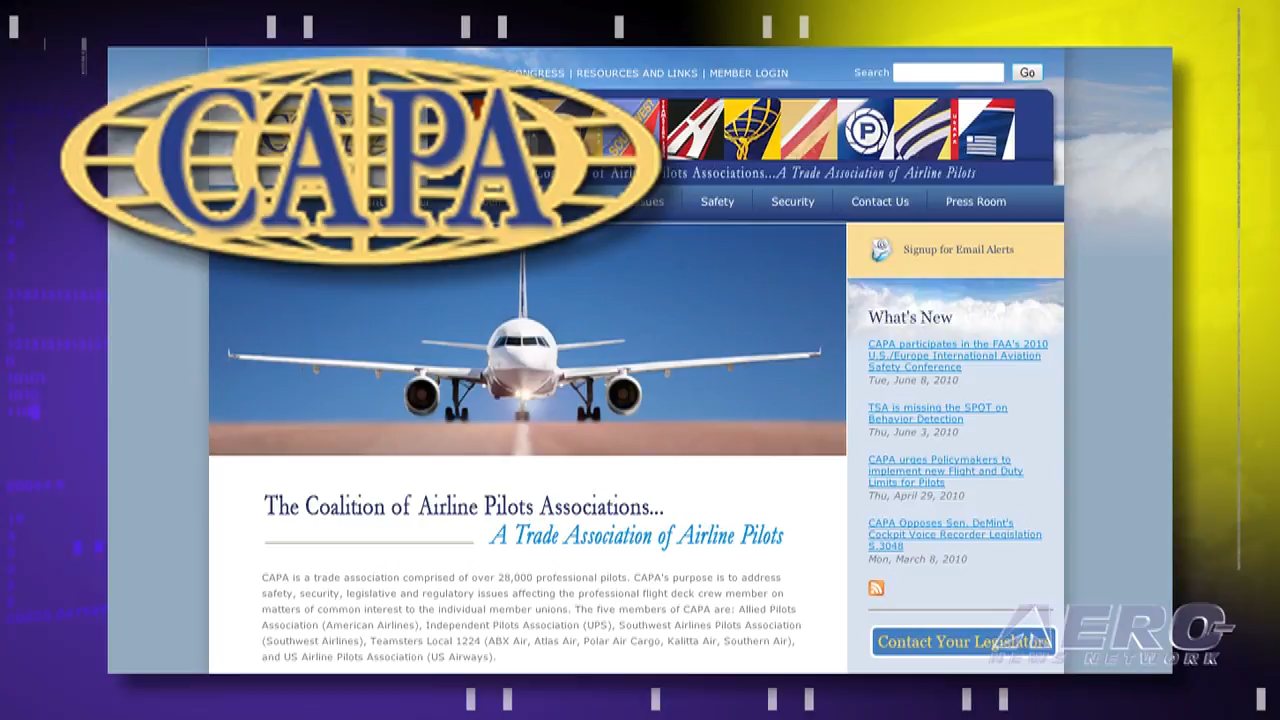 CAPA
CONGRESS | RESOURCES AND LINKS | MEMBER LOGIN
Search
Go
SOUTHWEST
P
USAPA
Pilots Associations...A Trade Association of Airline Pilots
Safety
Security
Contact Us
Press Room
Signup for Email Alerts
What's New
CAPA participates in the FAA's 2010
U.S./Europe International Aviation
Safety Conference
Tue, June 8, 2010
TSA is missing the SPOT on
Behavior Detection
Thu, June 3, 2010
CAPA urges Policymakers to
implement new Flight and Duty
Limits for Pilots
Thu, April 29, 2010
CAPA Opposes Sen. DeMint's
Cockpit Voice Recorder Legislation
S.3048
Mon, March 8, 2010
The Coalition of Airline Pilots Associations...
A Trade Association of Airline Pilots
CAPA is a trade association comprised of over 28,000 professional pilots. CAPA's purpose is to address
safety, security, legislative and regulatory issues affecting the professional flight deck crew member on
matters of common interest to the individual member unions. The five members of CAPA are: Allied Pilots
Association (American Airlines), Independent Pilots Association (UPS), Southwest Airlines Pilots Association
(Southwest Airlines), Teamsters Local 1224 (ABX Air, Atlas Air, Polar Air Cargo, Kalitta Air, Southern Air),
and US Airline Pilots Association (US Airways).
Contact Your Legislators
AERO-
NEWS NETWORK